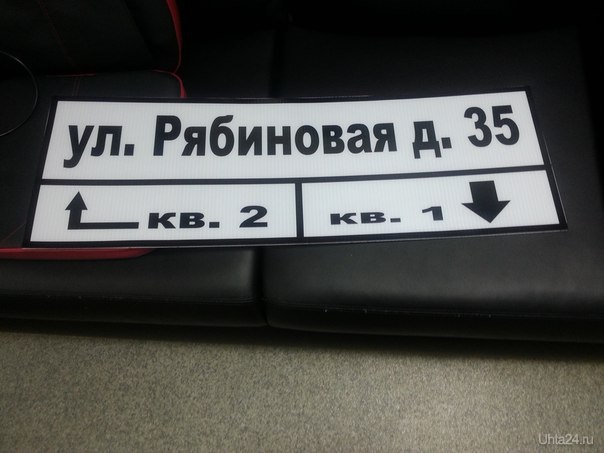 ул. Рябиновая д. 35
кв. 2
кв. 1
Uhta24.ru